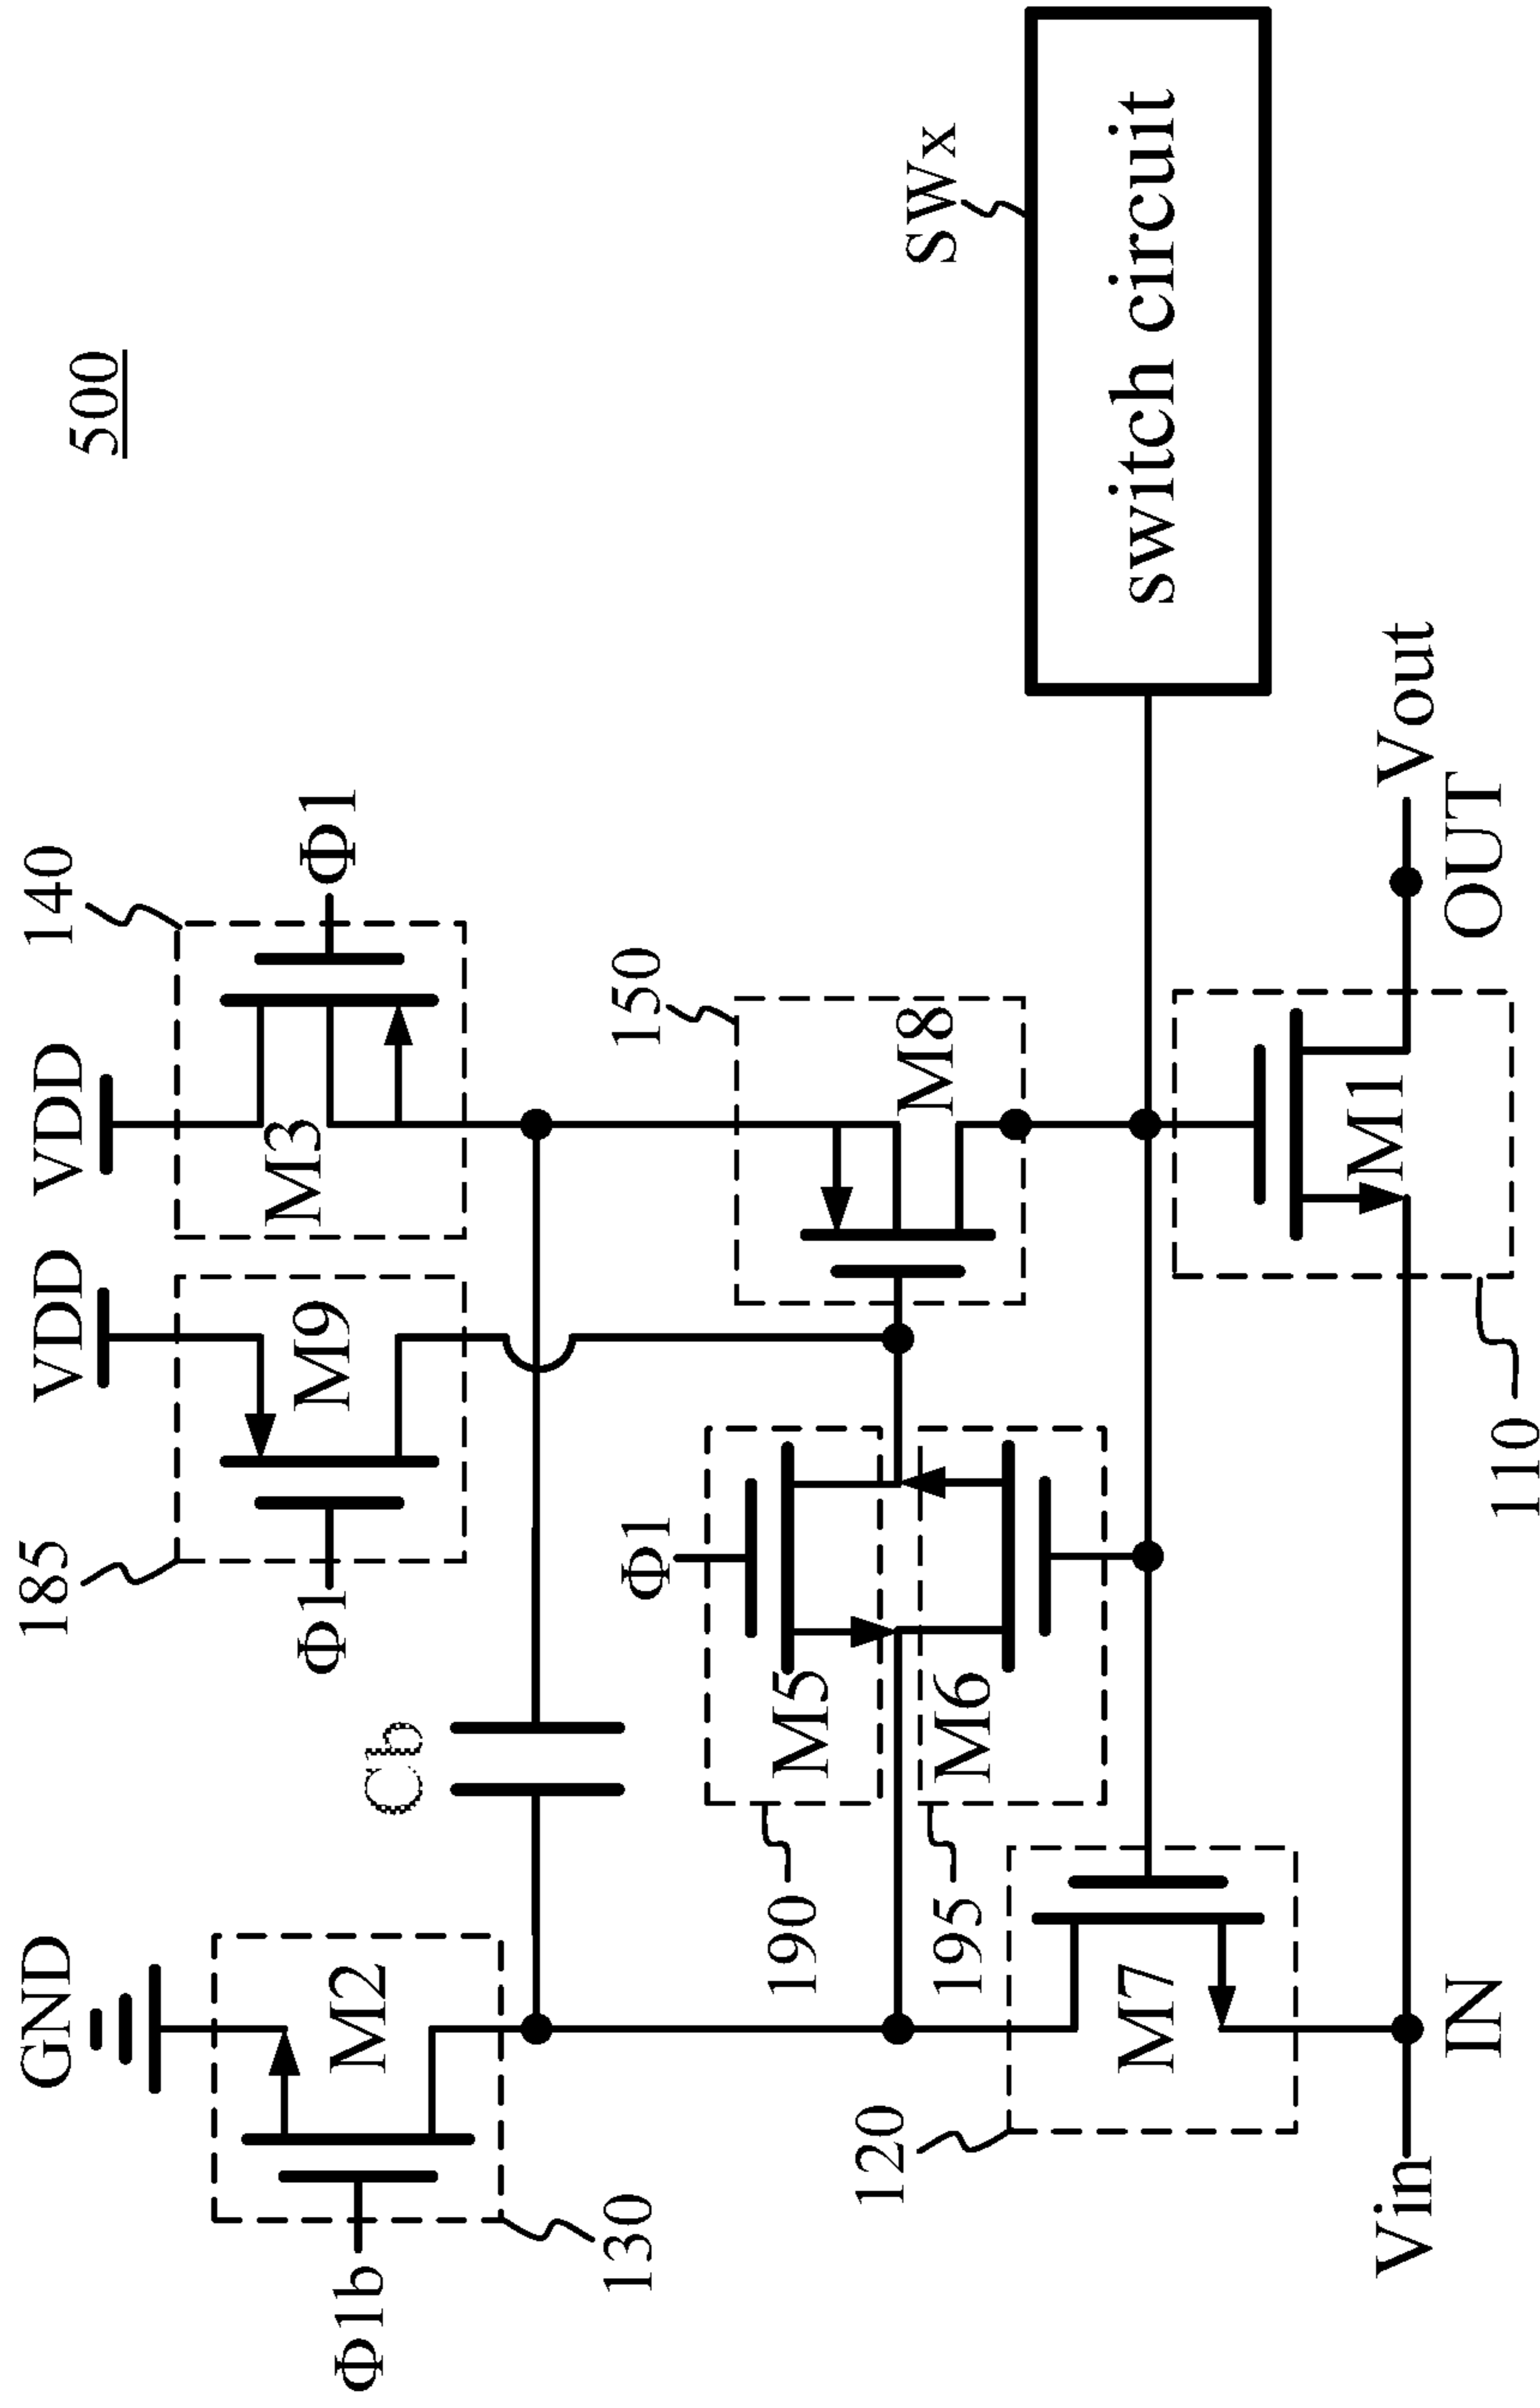 500
GND
VDD
VDD
185
140
M2
M9
M3
Φ1b
Φ1
Φ1
Cb
130
Φ1
150
190
M5
M8
195
M6
SWx
120
M7
switch circuit
M1
Vin
IN
Vout
OUT
110